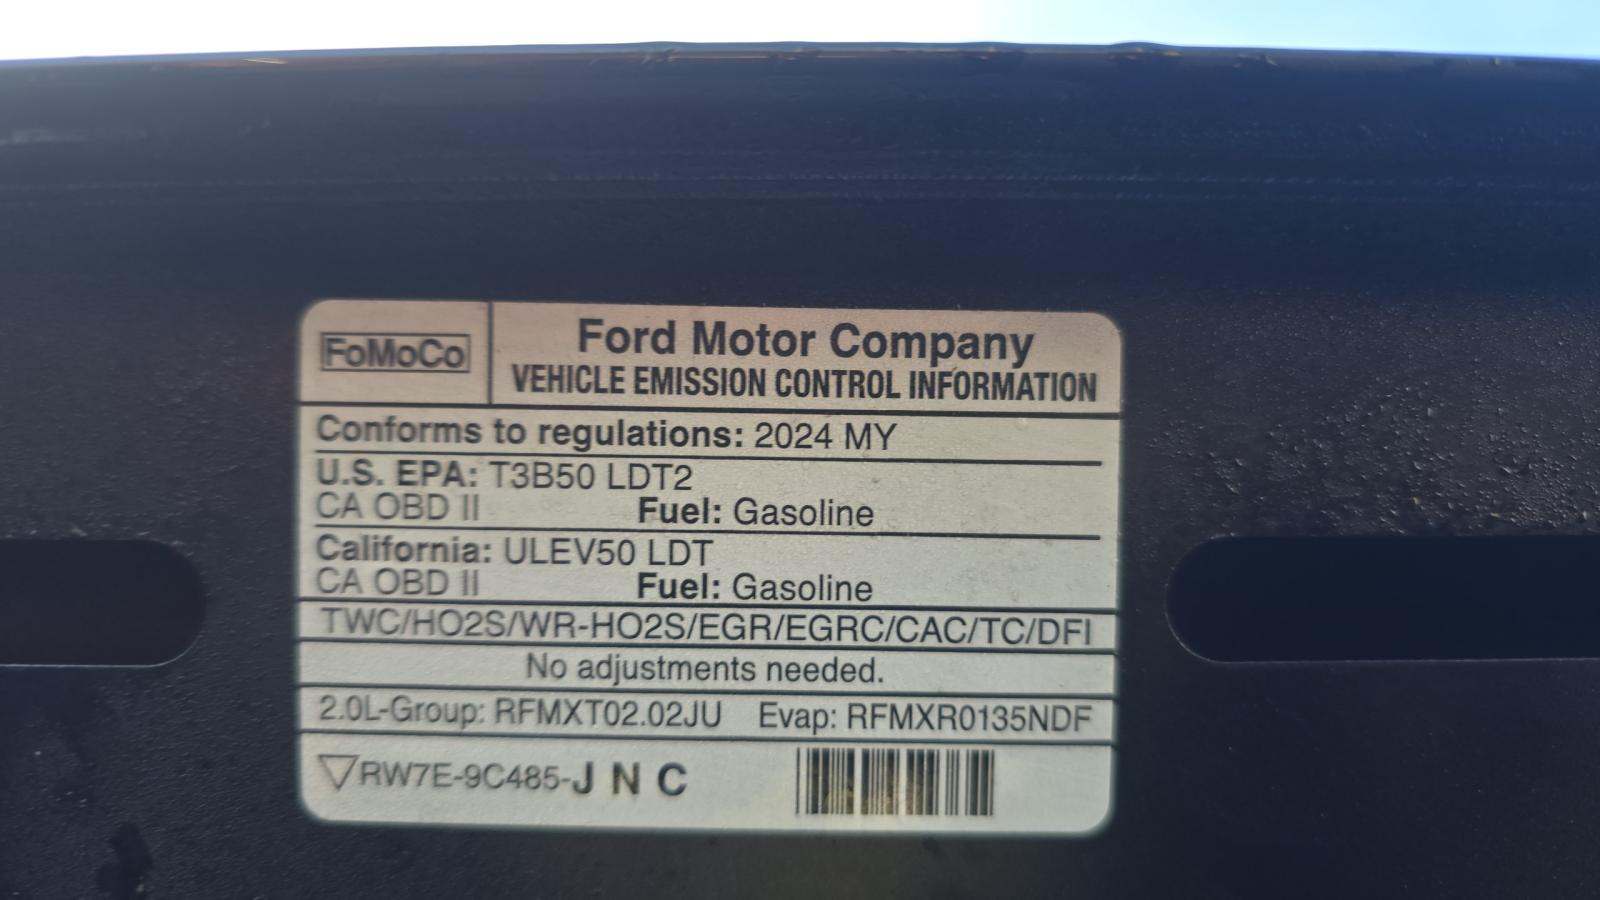 FoMoCo
Ford Motor Company
VEHICLE EMISSION CONTROL INFORMATION
Conforms to regulations: 2024 MY
U.S. EPA: T3B50 LDT2
CA OBD II Fuel: Gasoline
California: ULEV50 LDT
CA OBD II Fuel: Gasoline
TWC/HO2S/WR-HO2S/EGR/EGRC/CAC/TC/DFI
No adjustments needed.
2.0L-Group: RFMXT02.02JU Evap: RFMXR0135NDF
RW7E-9C485-J N C